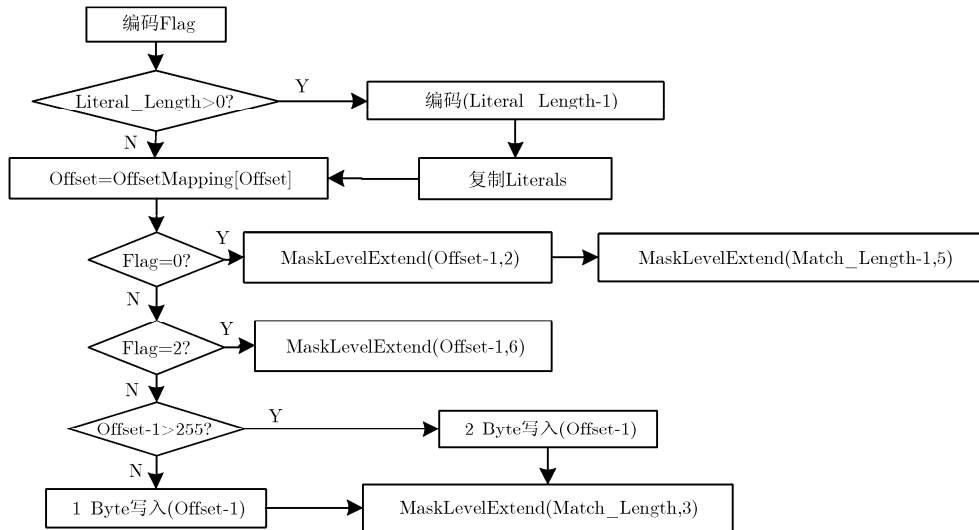 编码Flag
Literal_Length>0?
Y
编码(Literal Length-1)
N
Offset=OffsetMapping[Offset]
复制Literals
Flag=0?
Y
MaskLevelExtend(Offset-1,2)
MaskLevelExtend(Match_Length-1,5)
N
Flag=2?
Y
MaskLevelExtend(Offset-1,6)
N
Offset-1>255?
Y
2 Byte写入(Offset-1)
N
1 Byte写入(Offset-1)
MaskLevelExtend(Match_Length,3)